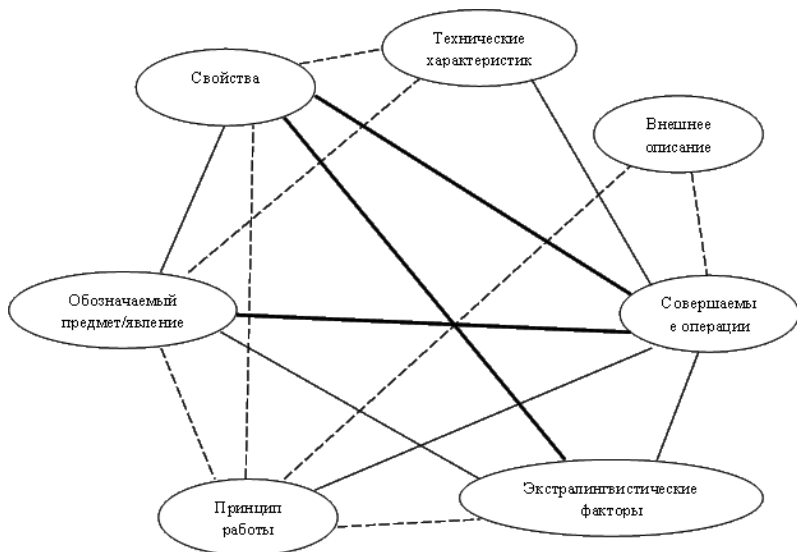 Технические
характеристик
Свойства
Внешнее
описание
Обозначаемый
предмет/явление
Совершаемы
е операции
Экстралингвистические
факторы
Принцип
работы